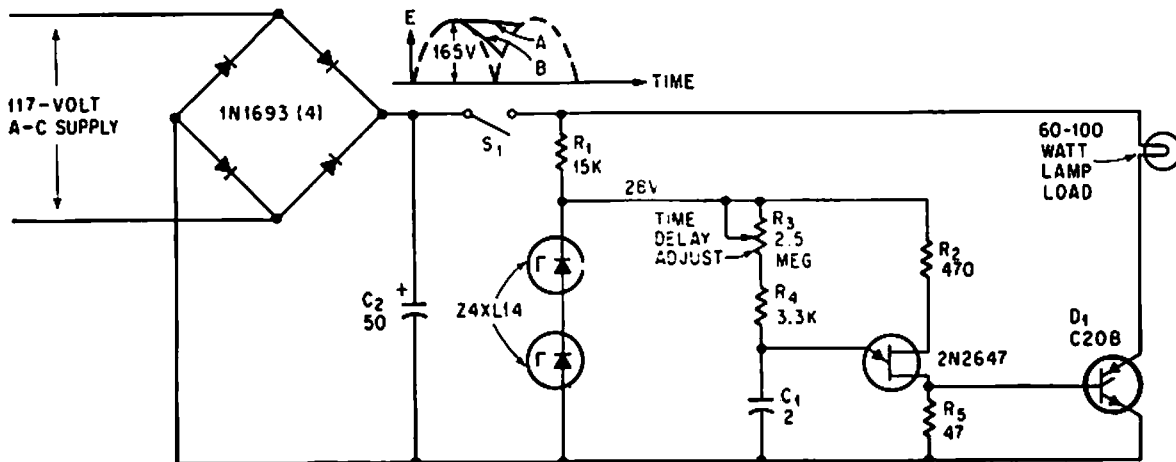 E
165V
A
B
TIME
117-VOLT
A-C SUPPLY
1N1693 (4)
S1
R1
15K
60-100
WATT
LAMP
LOAD
28V
TIME
DELAY
ADJUST
R3
2.5
MEG
R2
470
C2
50
+
Z4XL14
R4
3.3K
2N2647
D1
C20B
C1
2
R5
47